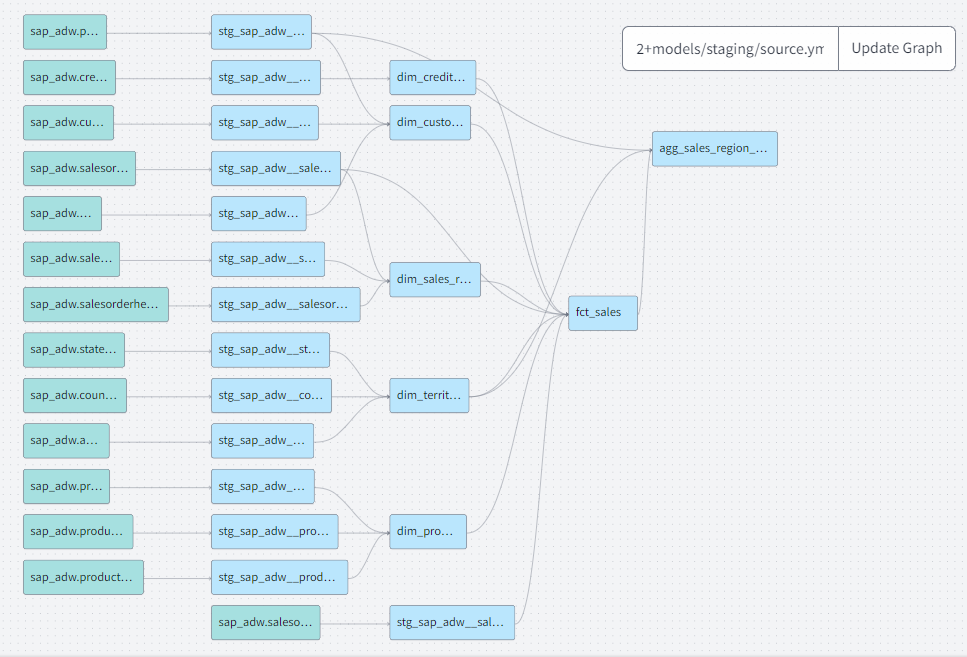 sap_adw.p...
stg_sap_adw_...
2+models/staging/source.ym
Update Graph
sap_adw.cre...
stg_sap_adw__...
dim_credit...
sap_adw.cu...
stg_sap_adw__...
dim_custo...
agg_sales_region_...
sap_adw.salesor...
stg_sap_adw__sale...
sap_adw....
stg_sap_adw...
sap_adw.sale...
stg_sap_adw__s...
dim_sales_r...
sap_adw.salesorderhe...
stg_sap_adw__salesor...
fct_sales
sap_adw.state...
stg_sap_adw__st...
sap_adw.coun...
stg_sap_adw__co...
dim_territ...
sap_adw.a...
stg_sap_adw_...
sap_adw.pr...
stg_sap_adw_...
sap_adw.produ...
stg_sap_adw__pro...
dim_pro...
sap_adw.product...
stg_sap_adw__prod...
sap_adw.saleso...
stg_sap_adw__sal...